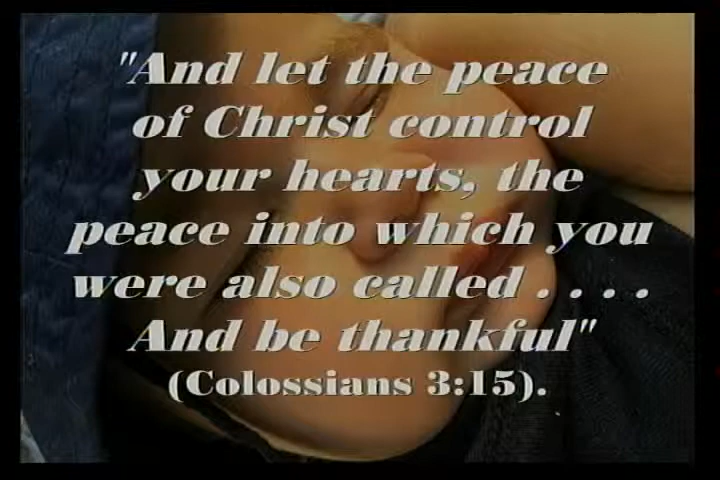 "And let the peace
of Christ control
your hearts, the
peace into which you
were also called . . . .
And be thankful"
(Colossians 3:15).